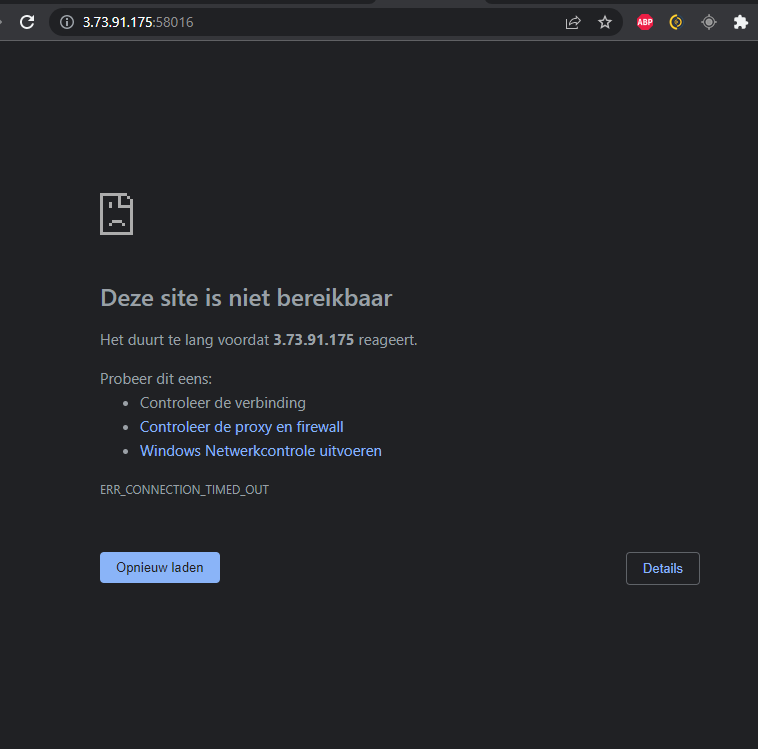 3.73.91.175:58016
ABP
Deze site is niet bereikbaar
Het duurt te lang voordat 3.73.91.175 reageert.
Probeer dit eens:
Controleer de verbinding
Controleer de proxy en firewall
Windows Netwerkcontrole uitvoeren
ERR_CONNECTION_TIMED_OUT
Opnieuw laden
Details